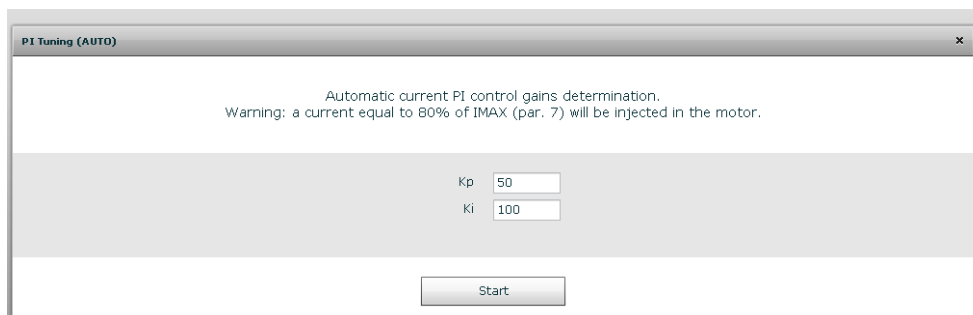 PI Tuning (AUTO) ×
Automatic current PI control gains determination.
Warning: a current equal to 80% of IMAX (par. 7) will be injected in the motor.
Kp 50
Ki 100
Start